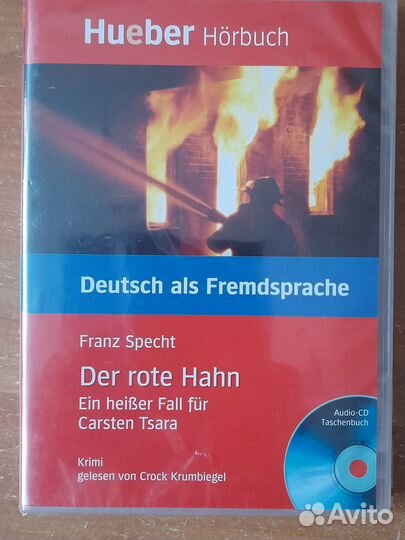 Hueber Hörbuch
Deutsch als Fremdsprache
Franz Specht
Der rote Hahn
Ein heißer Fall für
Carsten Tsara
Audio-CD
Taschenbuch
Krimi
gelesen von Crock Krumbiegel
Avito